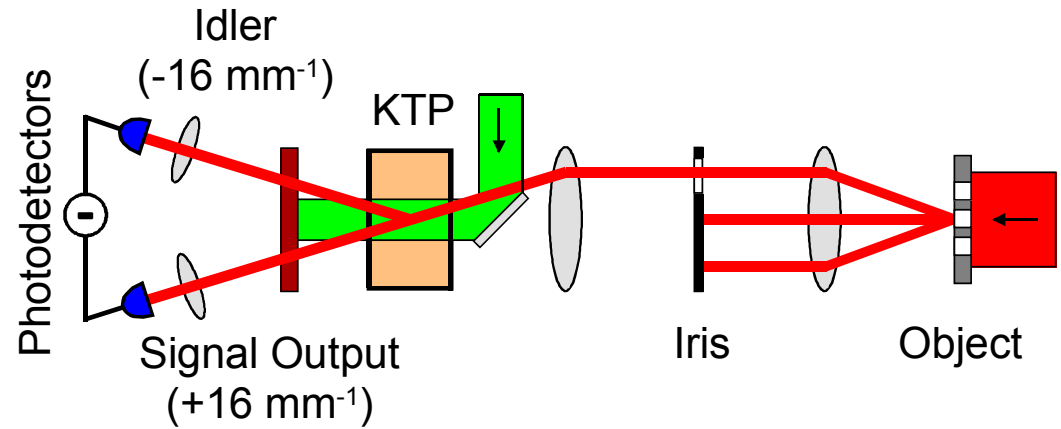 Idler
(-16 mm-1)
KTP
Photodetectors
-
Signal Output
(+16 mm-1)
Iris
Object